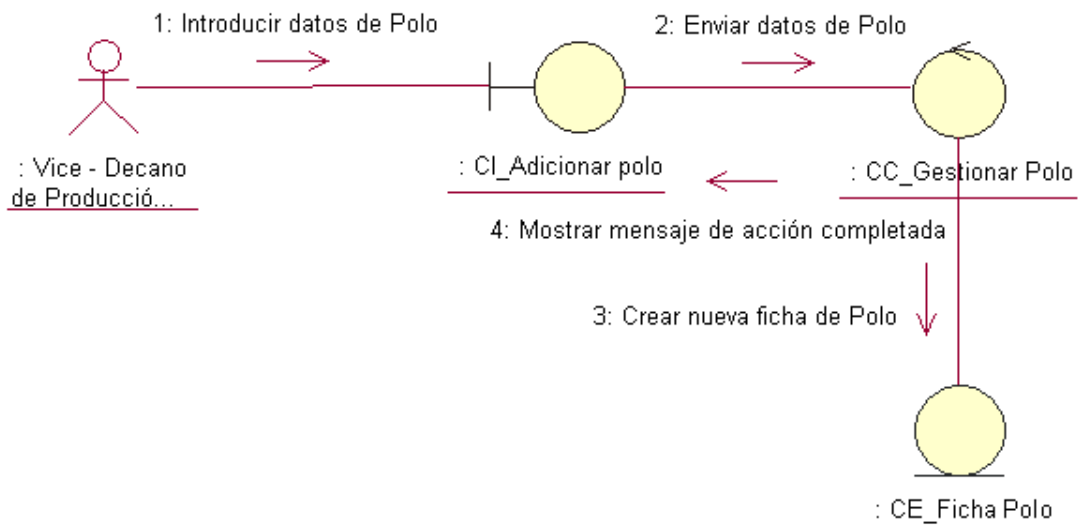 1: Introducir datos de Polo
2: Enviar datos de Polo
: Vice - Decano
de Producció...
: CI_Adicionar polo
: CC_Gestionar Polo
4: Mostrar mensaje de acción completada
3: Crear nueva ficha de Polo
: CE_Ficha Polo